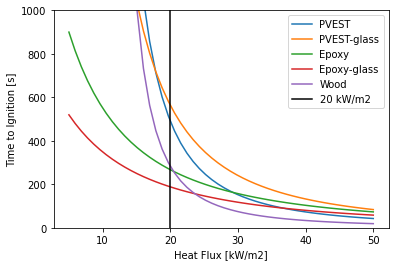 PVEST
PVEST-glass
Epoxy
Epoxy-glass
Wood
20 kW/m2
Time to Ignition [s]
1000
800
600
400
200
0
10
20
30
40
50
Heat Flux [kW/m2]